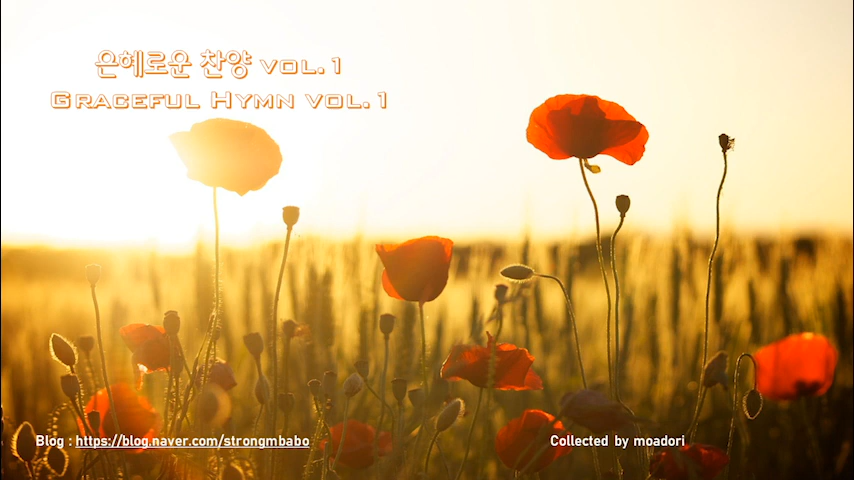 은혜로운 찬양 vol.1
Graceful Hymn vol.1
Blog : https://blog.naver.com/strongmbabo
Collected by moadori